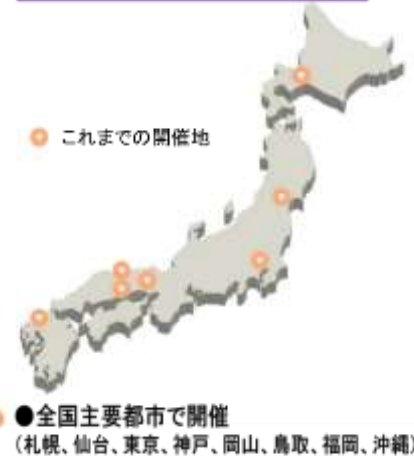 これまでの開催地
●全国主要都市で開催
(札幌、仙台、東京、神戸、岡山、鳥取、福岡、沖縄)